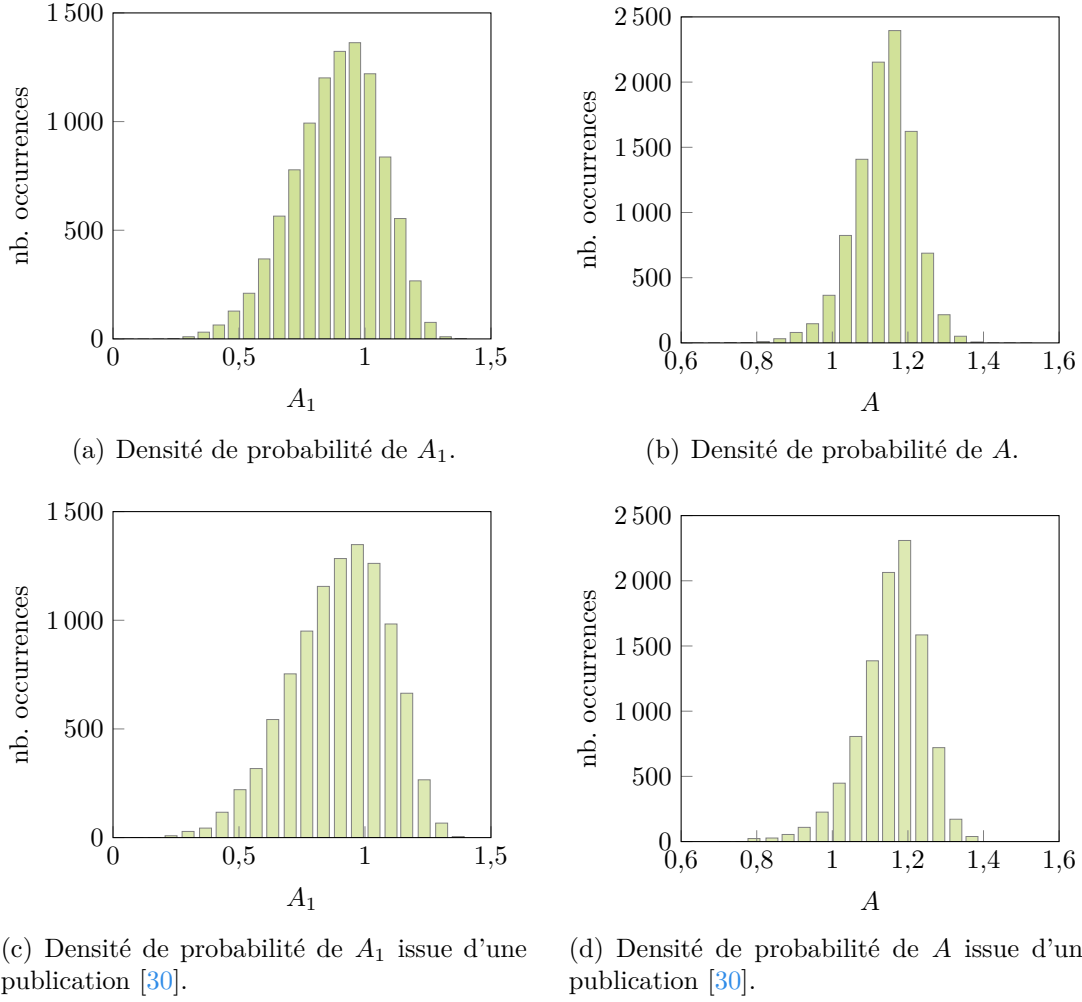 1 500
1 000
500
0
0
0,5
1
1,5
nb. occurrences
A1
(a) Densité de probabilité de A1.
2 500
2 000
1 500
1 000
500
0
0,6
0,8
1
1,2
1,4
1,6
nb. occurrences
A
(b) Densité de probabilité de A.
1 500
1 000
500
0
0
0,5
1
1,5
nb. occurrences
A1
(c) Densité de probabilité de A1 issue d'une
publication [30].
2 500
2 000
1 500
1 000
500
0
0,6
0,8
1
1,2
1,4
1,6
nb. occurrences
A
(d) Densité de probabilité de A issue d'un
publication [30].